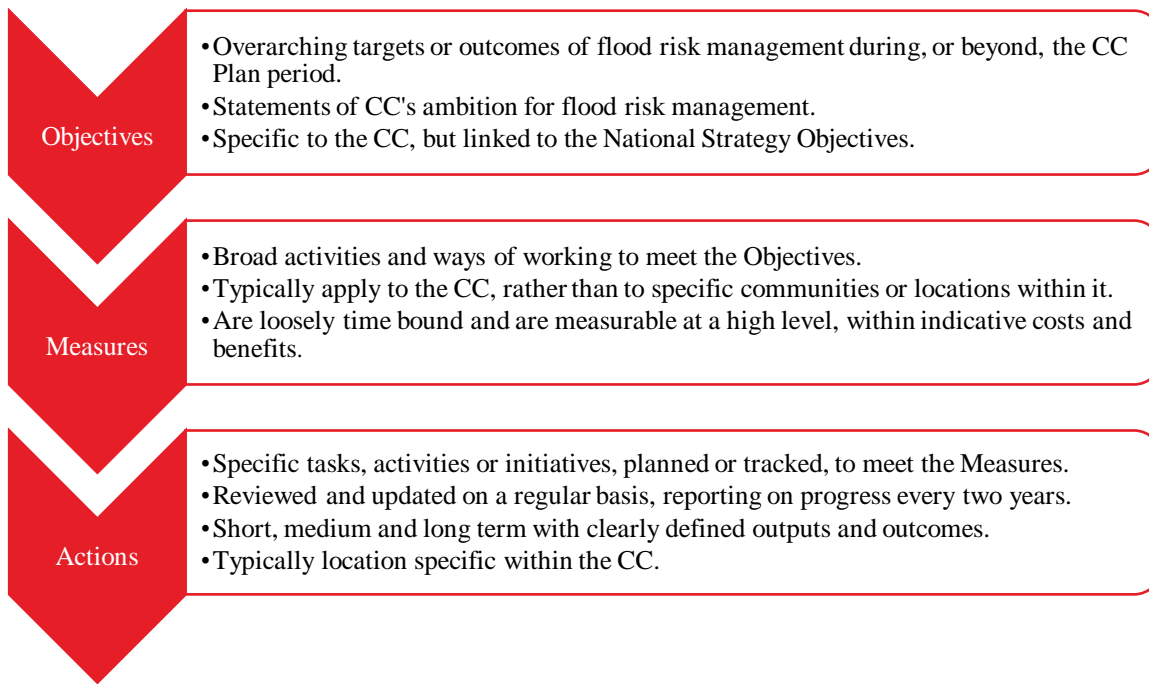 Objectives
•Overarching targets or outcomes of flood risk management during, or beyond, the CC
Plan period.
•Statements of CC's ambition for flood risk management.
•Specific to the CC, but linked to the National Strategy Objectives.
Measures
•Broad activities and ways of working to meet the Objectives.
•Typically apply to the CC, rather than to specific communities or locations within it.
•Are loosely time bound and are measurable at a high level, within indicative costs and
benefits.
Actions
•Specific tasks, activities or initiatives, planned or tracked, to meet the Measures.
•Reviewed and updated on a regular basis, reporting on progress every two years.
•Short, medium and long term with clearly defined outputs and outcomes.
•Typically location specific within the CC.